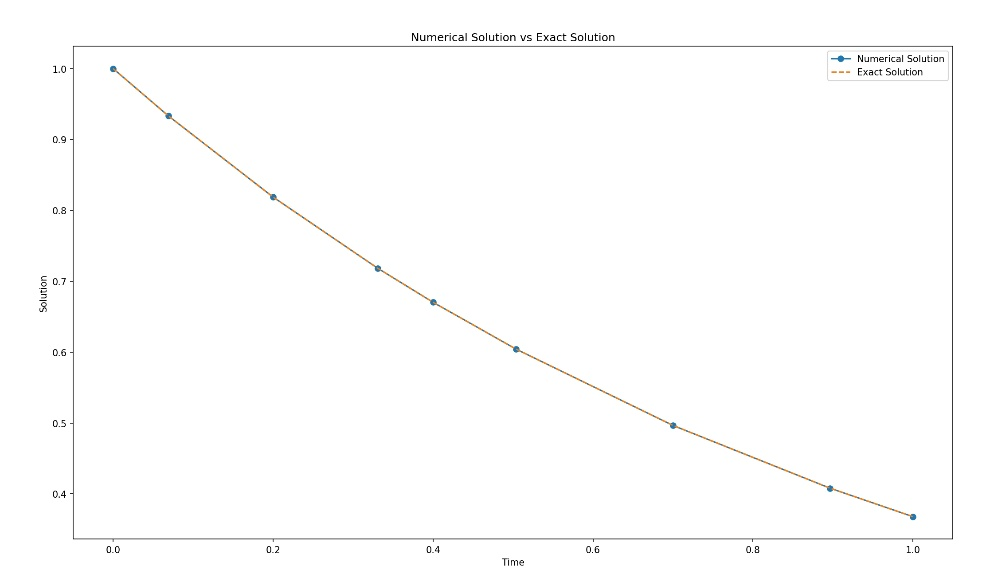 Numerical Solution vs Exact Solution
Numerical Solution
Exact Solution
1.0
0.9
0.8
0.7
0.6
0.5
0.4
Solution
0.0 0.2 0.4 0.6 0.8 1.0
Time